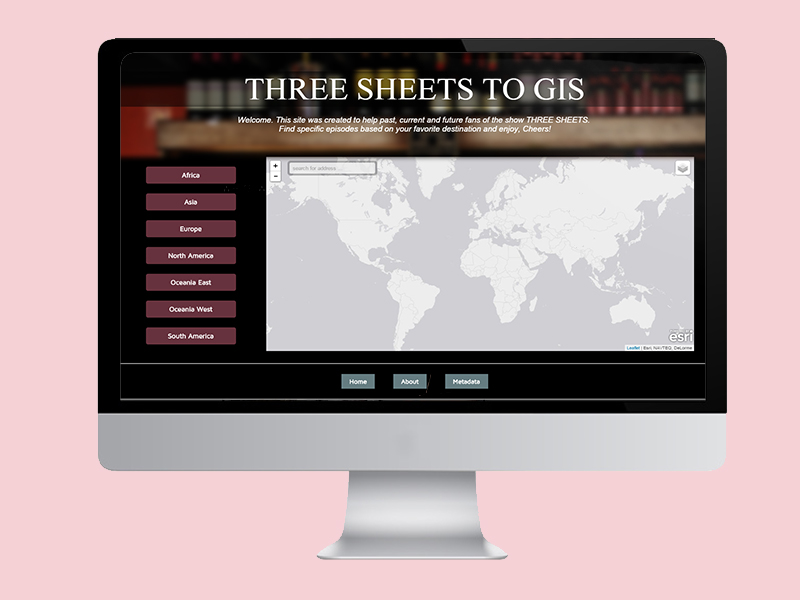 THREE SHEETS TO GIS
Welcome. This site was created to help past, current and future fans of the show THREE SHEETS.
Find specific episodes based on your favorite destination and enjoy, Cheers!
+
search for address ...
−
Africa
Asia
Europe
North America
Oceania East
Oceania West
South America
esri
Leaflet | Esri, NAVTEQ, DeLorme
Home
About
Metadata